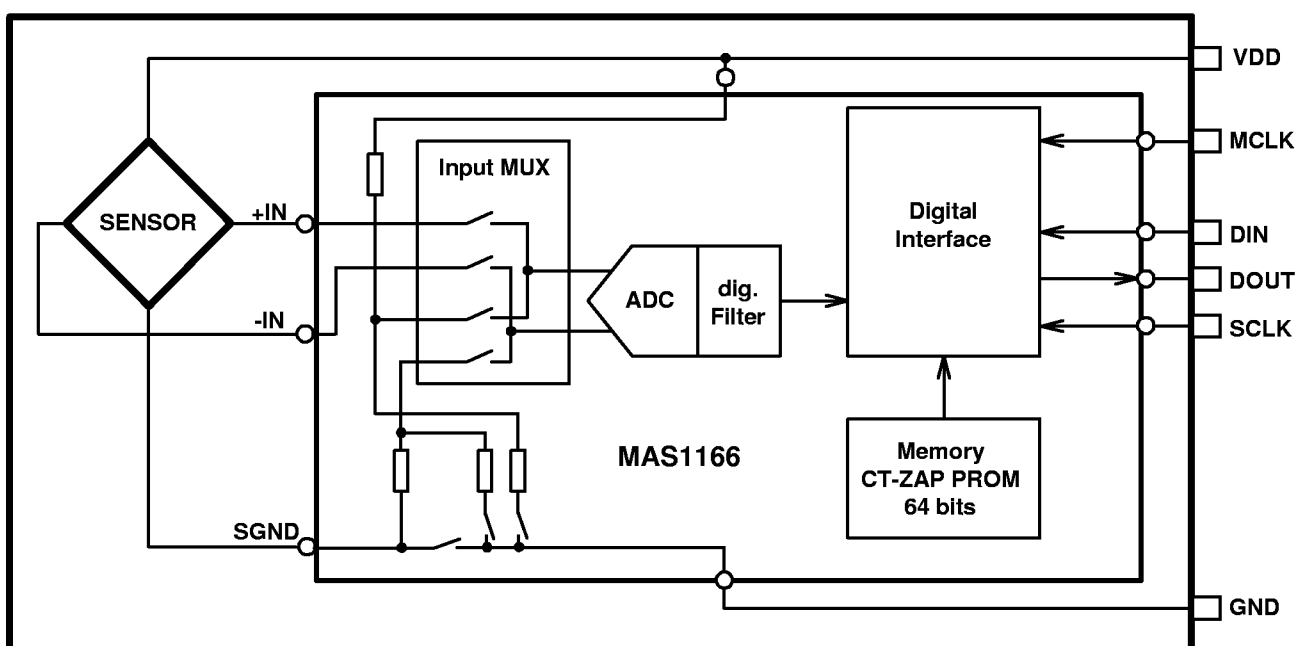 VDD
MCLK
Input MUX
SENSOR
+IN
Digital
Interface
DIN
DOUT
ADC
dig.
Filter
-IN
SCLK
MAS1166
Memory
CT-ZAP PROM
64 bits
SGND
GND